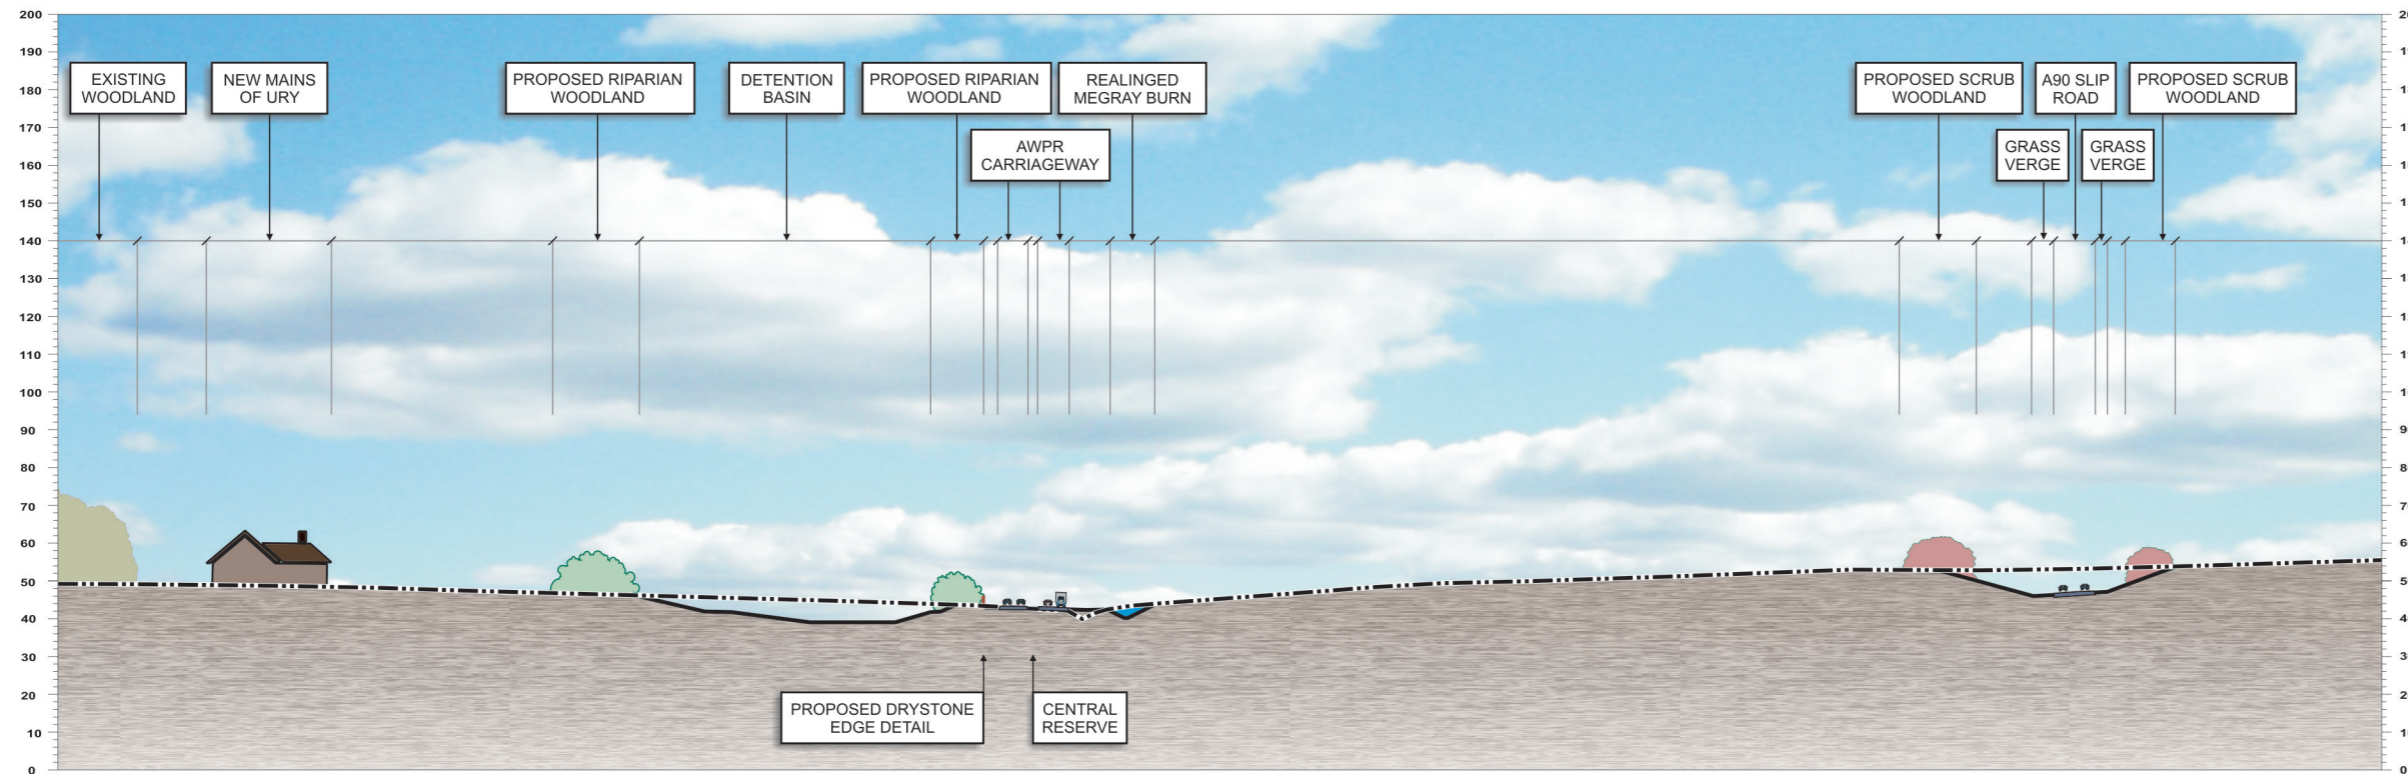 200
190
180
170
160
150
140
130
120
110
100
90
80
70
60
50
40
30
20
10
0
EXISTING
WOODLAND
NEW MAINS
OF URY
PROPOSED RIPARIAN
WOODLAND
DETENTION
BASIN
PROPOSED RIPARIAN
WOODLAND
REALINGED
MEGRAY BURN
AWPR
CARRIAGEWAY
PROPOSED SCRUB
WOODLAND
A90 SLIP
ROAD
PROPOSED SCRUB
WOODLAND
GRASS
VERGE
GRASS
VERGE
PROPOSED DRYSTONE
EDGE DETAIL
CENTRAL
RESERVE